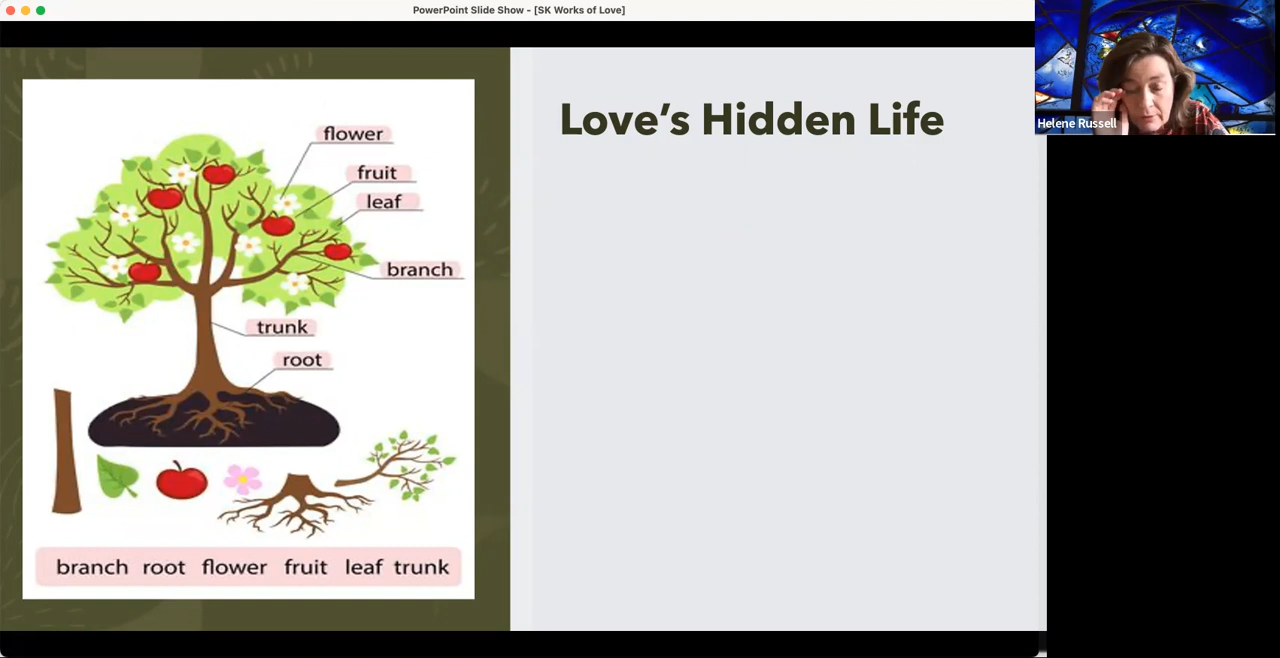 PowerPoint Slide Show - [SK Works of Love]
Helene Russell
Love's Hidden Life
flower
fruit
leaf
branch
trunk
root
branch root flower fruit leaf trunk